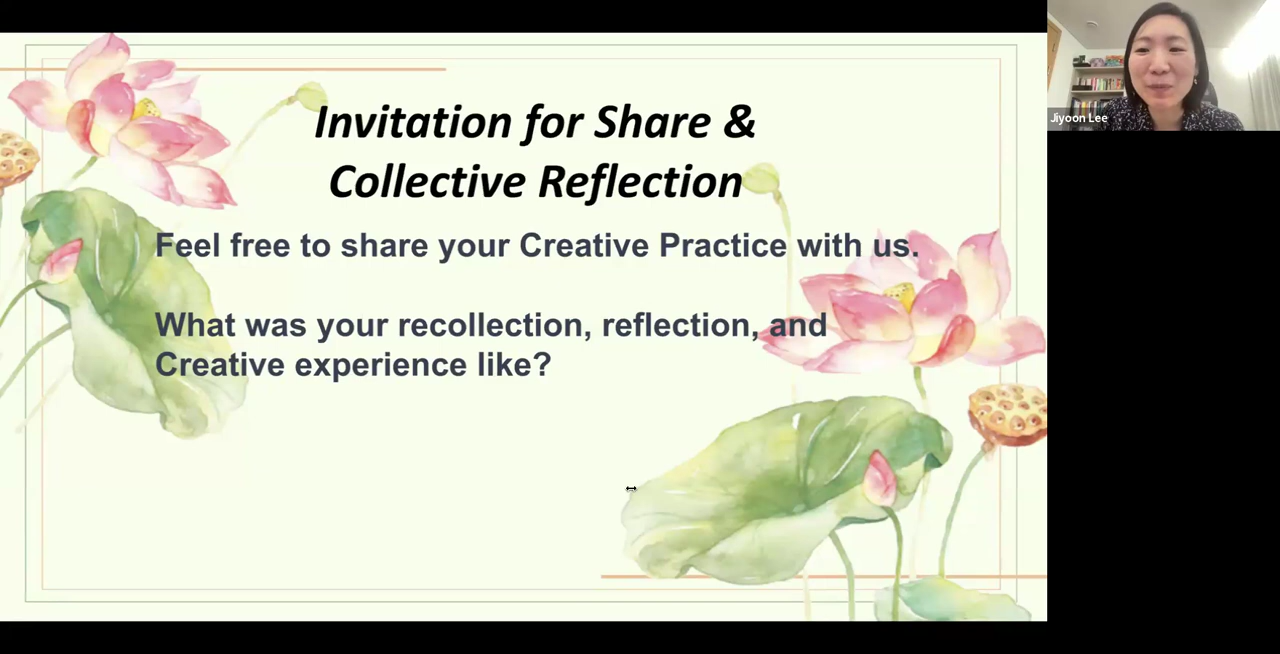 Invitation for Share &
Collective Reflection
Feel free to share your Creative Practice with us.
What was your recollection, reflection, and
Creative experience like?
Jiyoon Lee